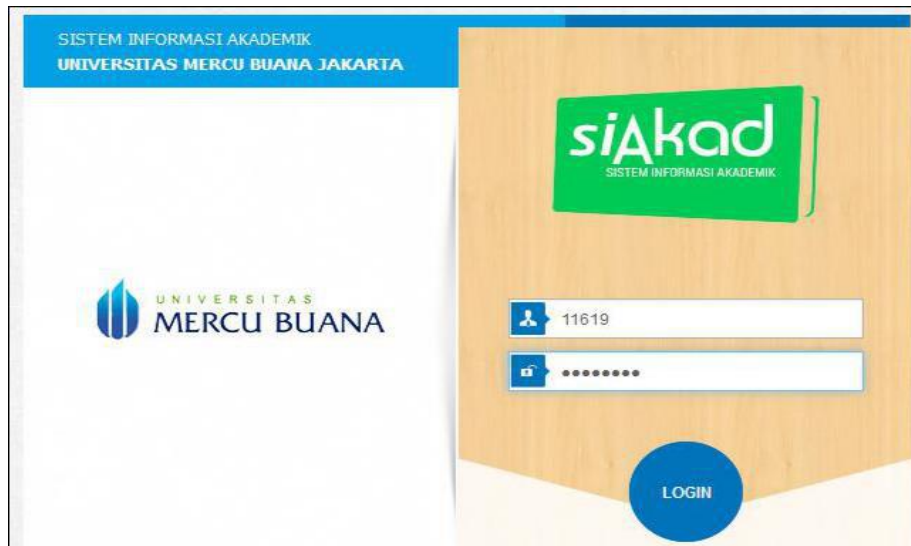 SISTEM INFORMASI AKADEMIK
UNIVERSITAS MERCU BUANA JAKARTA
siAkad
SISTEM INFORMASI AKADEMIK
UNIVERSITAS
MERCU BUANA
11619
••••••••
LOGIN